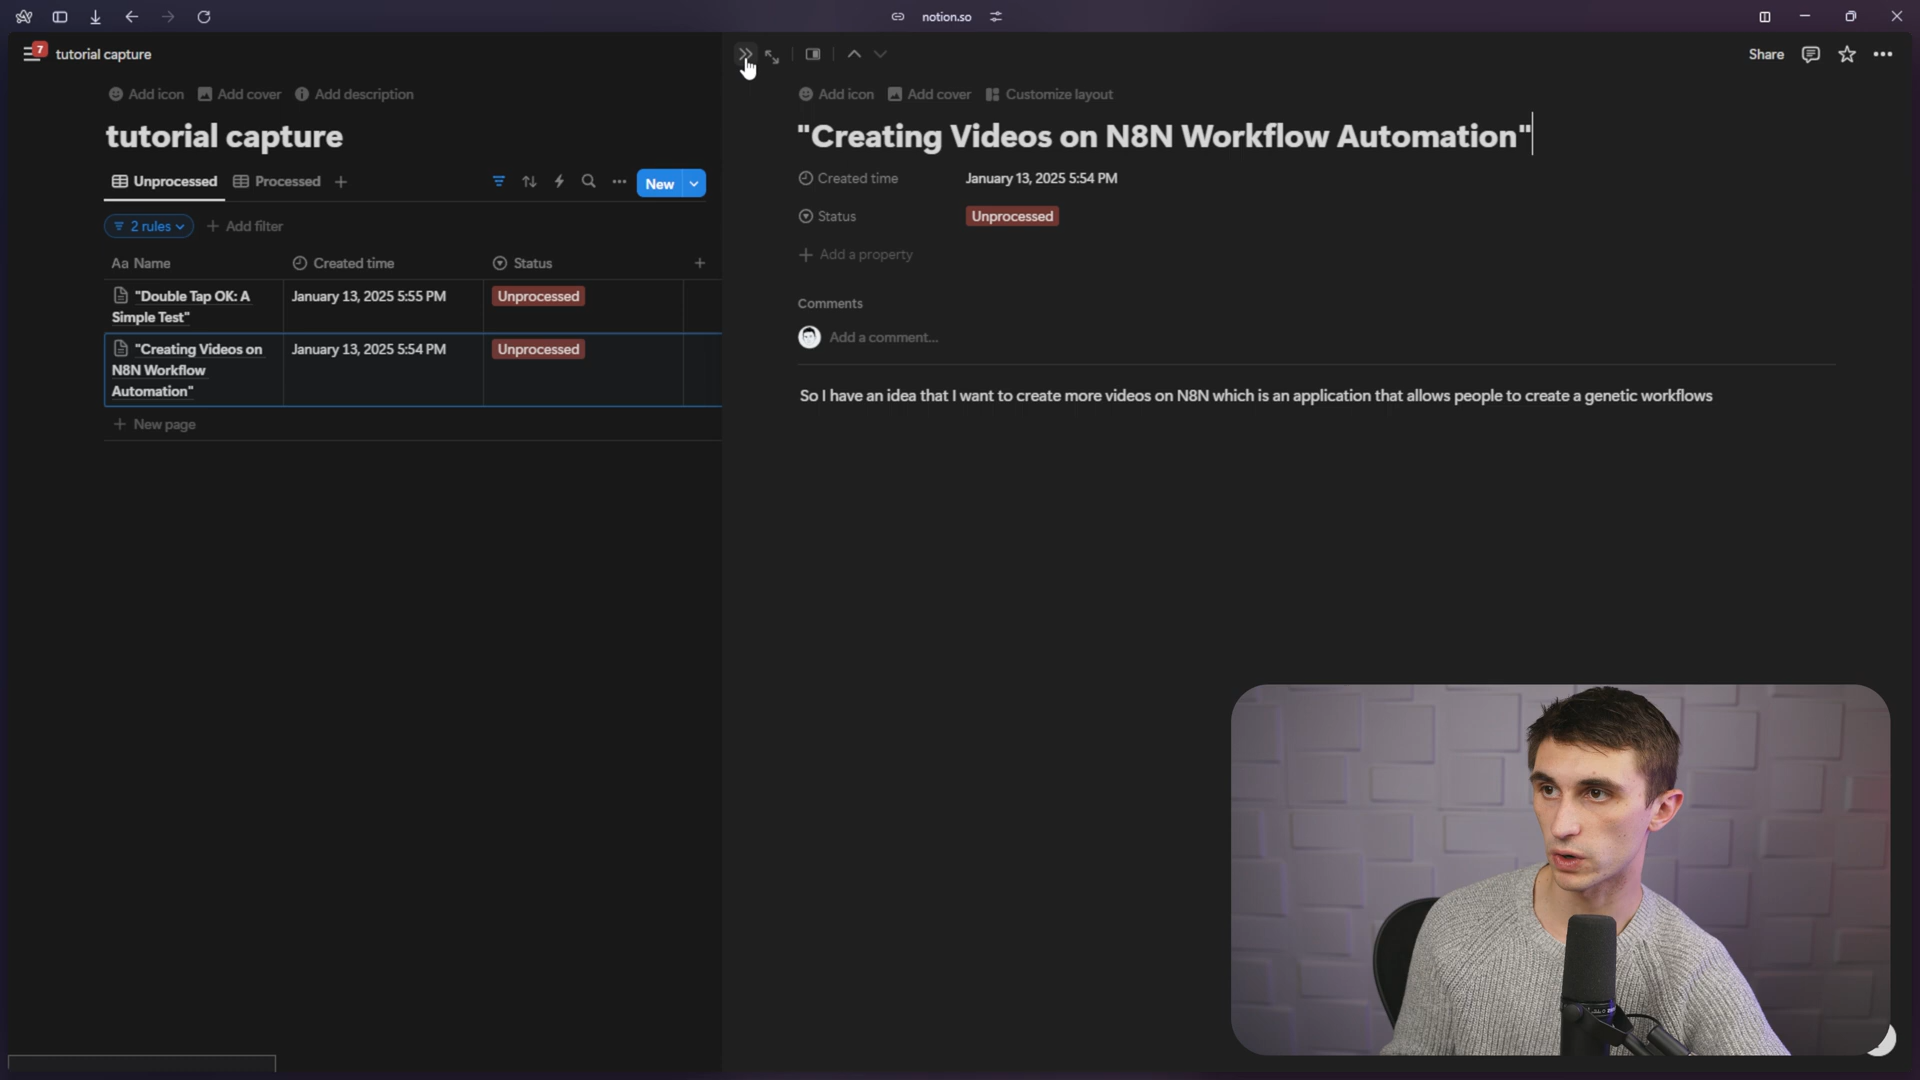 notion.so
7
tutorial capture
Share
Add icon
Add cover
Add description
tutorial capture
Unprocessed
Processed
New
2 rules
Add filter
Aa Name
Created time
Status
"Double Tap OK: A
Simple Test"
January 13, 2025 5:55 PM
Unprocessed
"Creating Videos on
N8N Workflow
Automation"
January 13, 2025 5:54 PM
Unprocessed
New page
Add icon
Add cover
Customize layout
"Creating Videos on N8N Workflow Automation"
Created time
January 13, 2025 5:54 PM
Status
Unprocessed
Add a property
Comments
Add a comment...
So I have an idea that I want to create more videos on N8N which is an application that allows people to create a genetic workflows